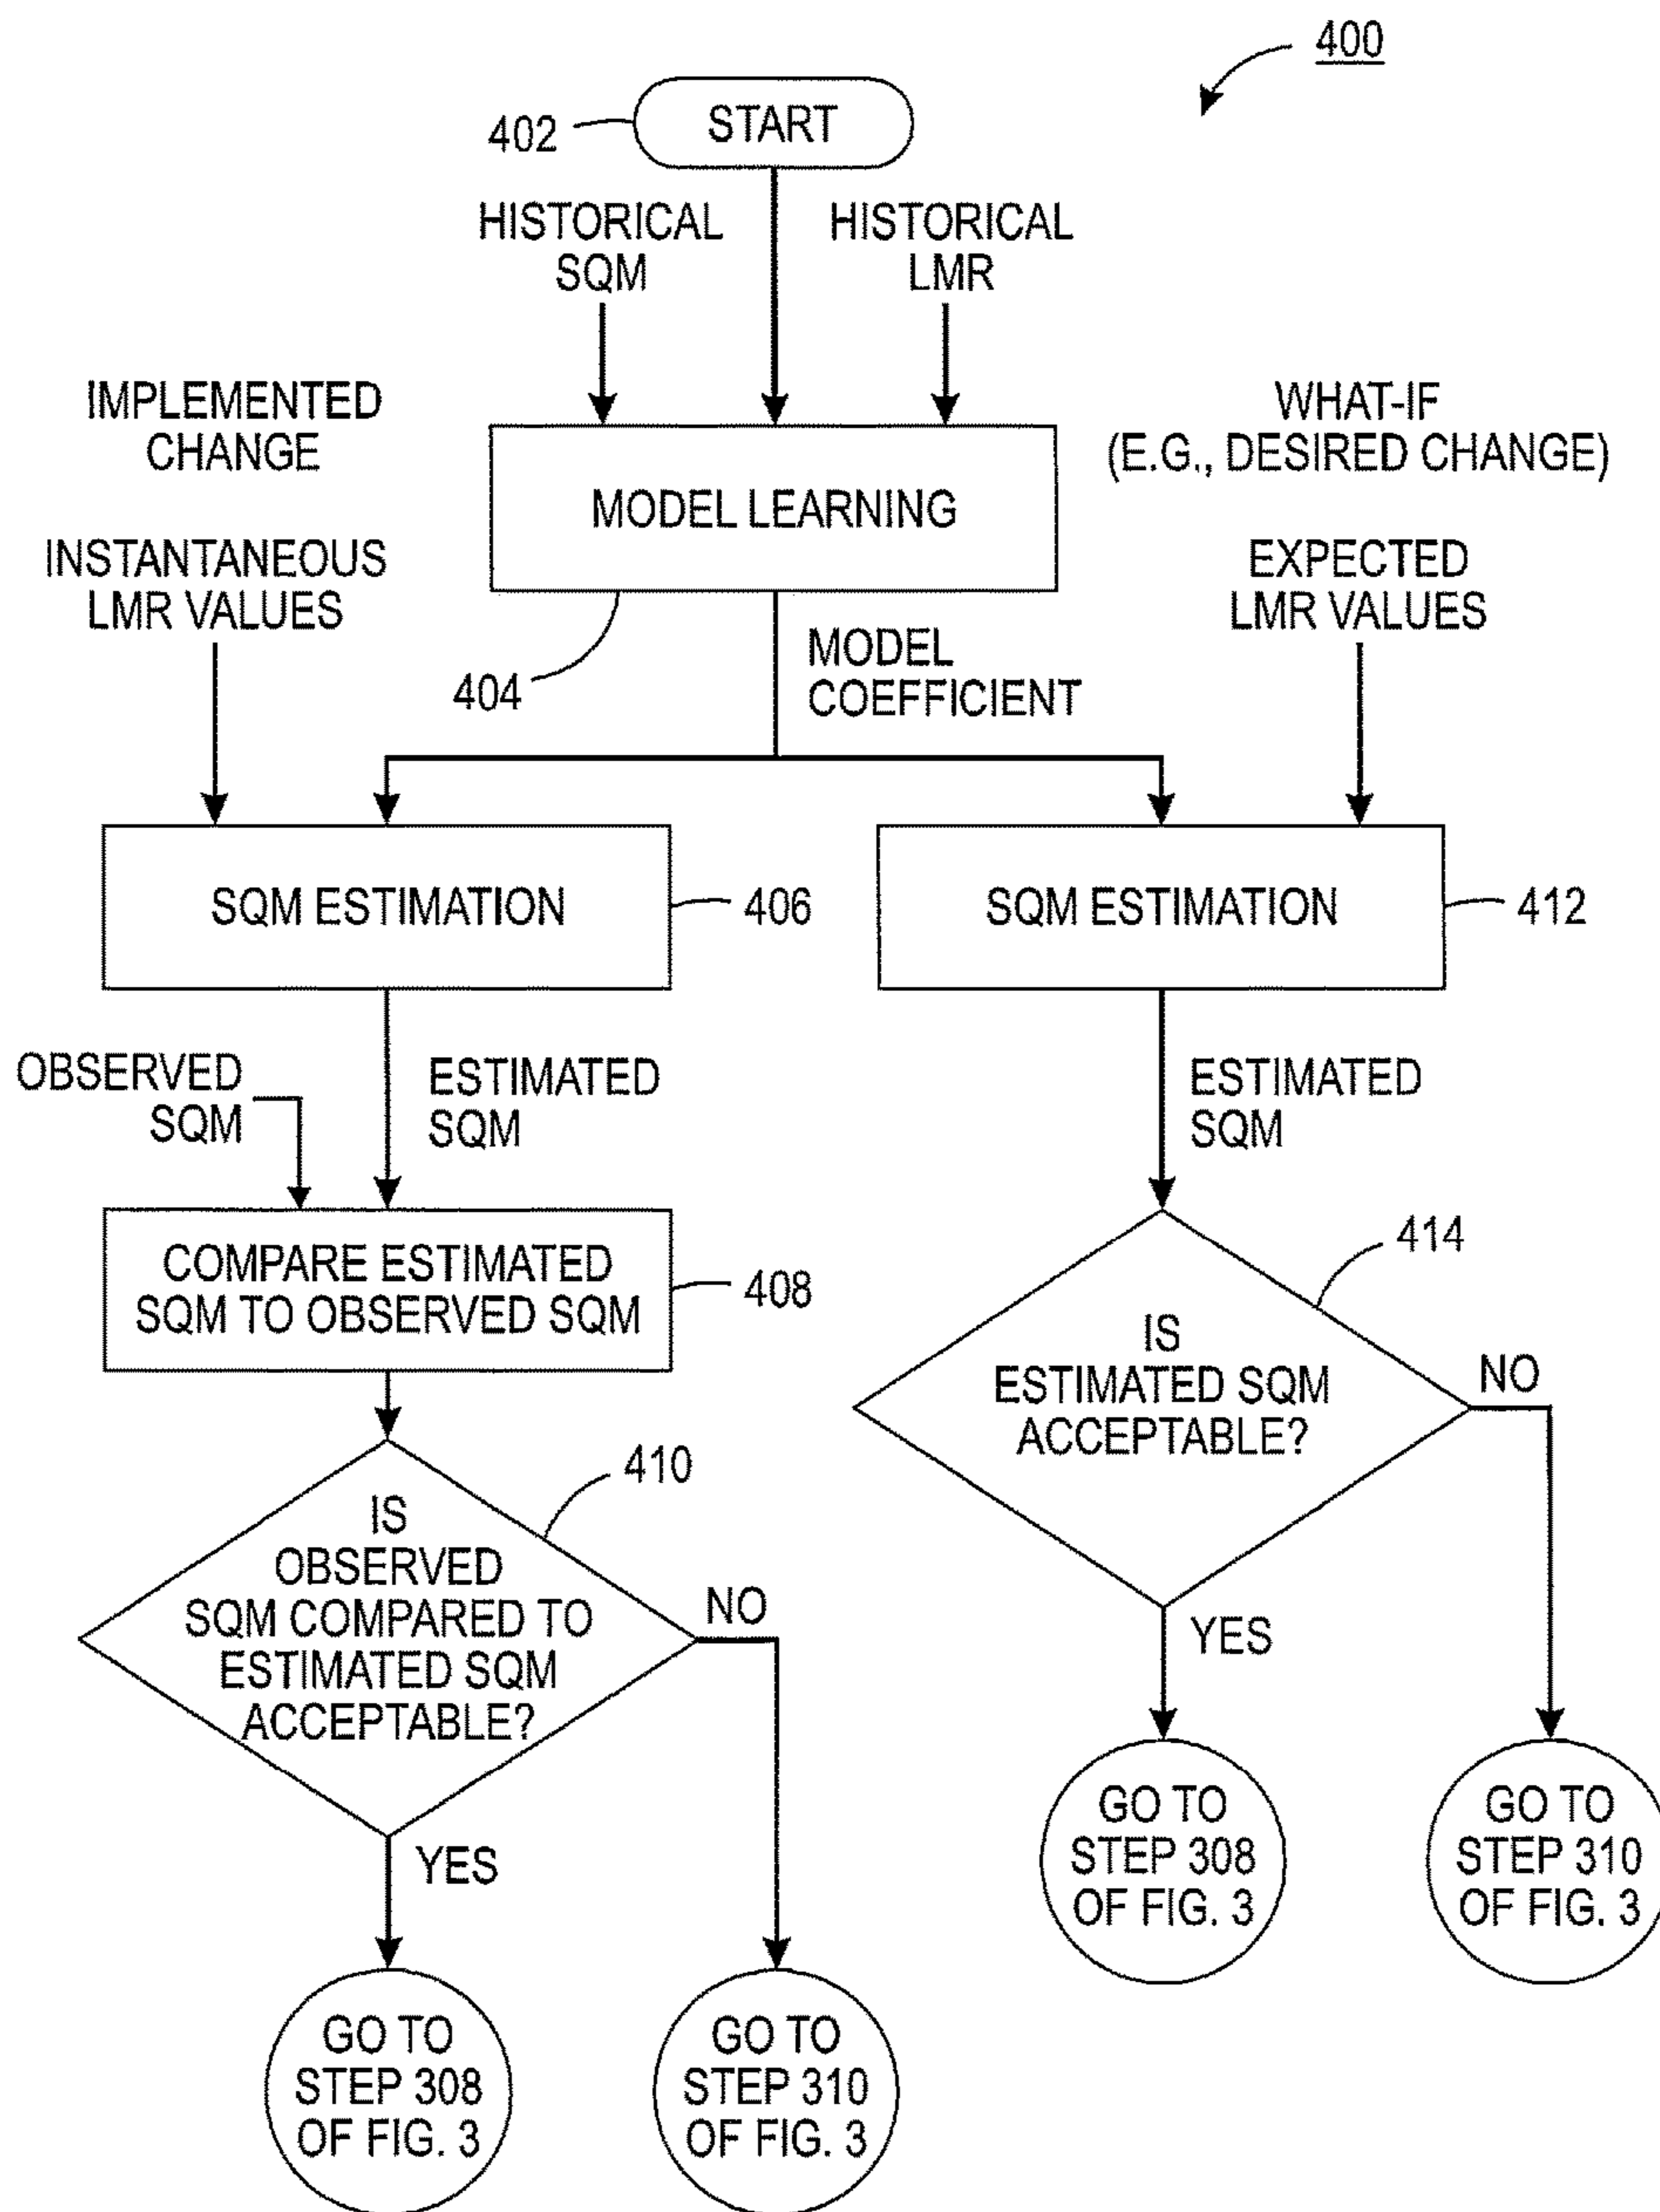 400
402
START
HISTORICAL
SQM
HISTORICAL
LMR
IMPLEMENTED
CHANGE
WHAT-IF
(E.G., DESIRED CHANGE)
MODEL LEARNING
INSTANTANEOUS
LMR VALUES
EXPECTED
LMR VALUES
404
MODEL
COEFFICIENT
SQM ESTIMATION
406
SQM ESTIMATION
412
OBSERVED
SQM
ESTIMATED
SQM
ESTIMATED
SQM
COMPARE ESTIMATED
SQM TO OBSERVED SQM
408
414
IS
ESTIMATED SQM
ACCEPTABLE?
NO
410
IS
OBSERVED
SQM COMPARED TO
ESTIMATED SQM
ACCEPTABLE?
NO
YES
YES
GO TO
STEP 308
OF FIG. 3
GO TO
STEP 310
OF FIG. 3
GO TO
STEP 308
OF FIG. 3
GO TO
STEP 310
OF FIG. 3